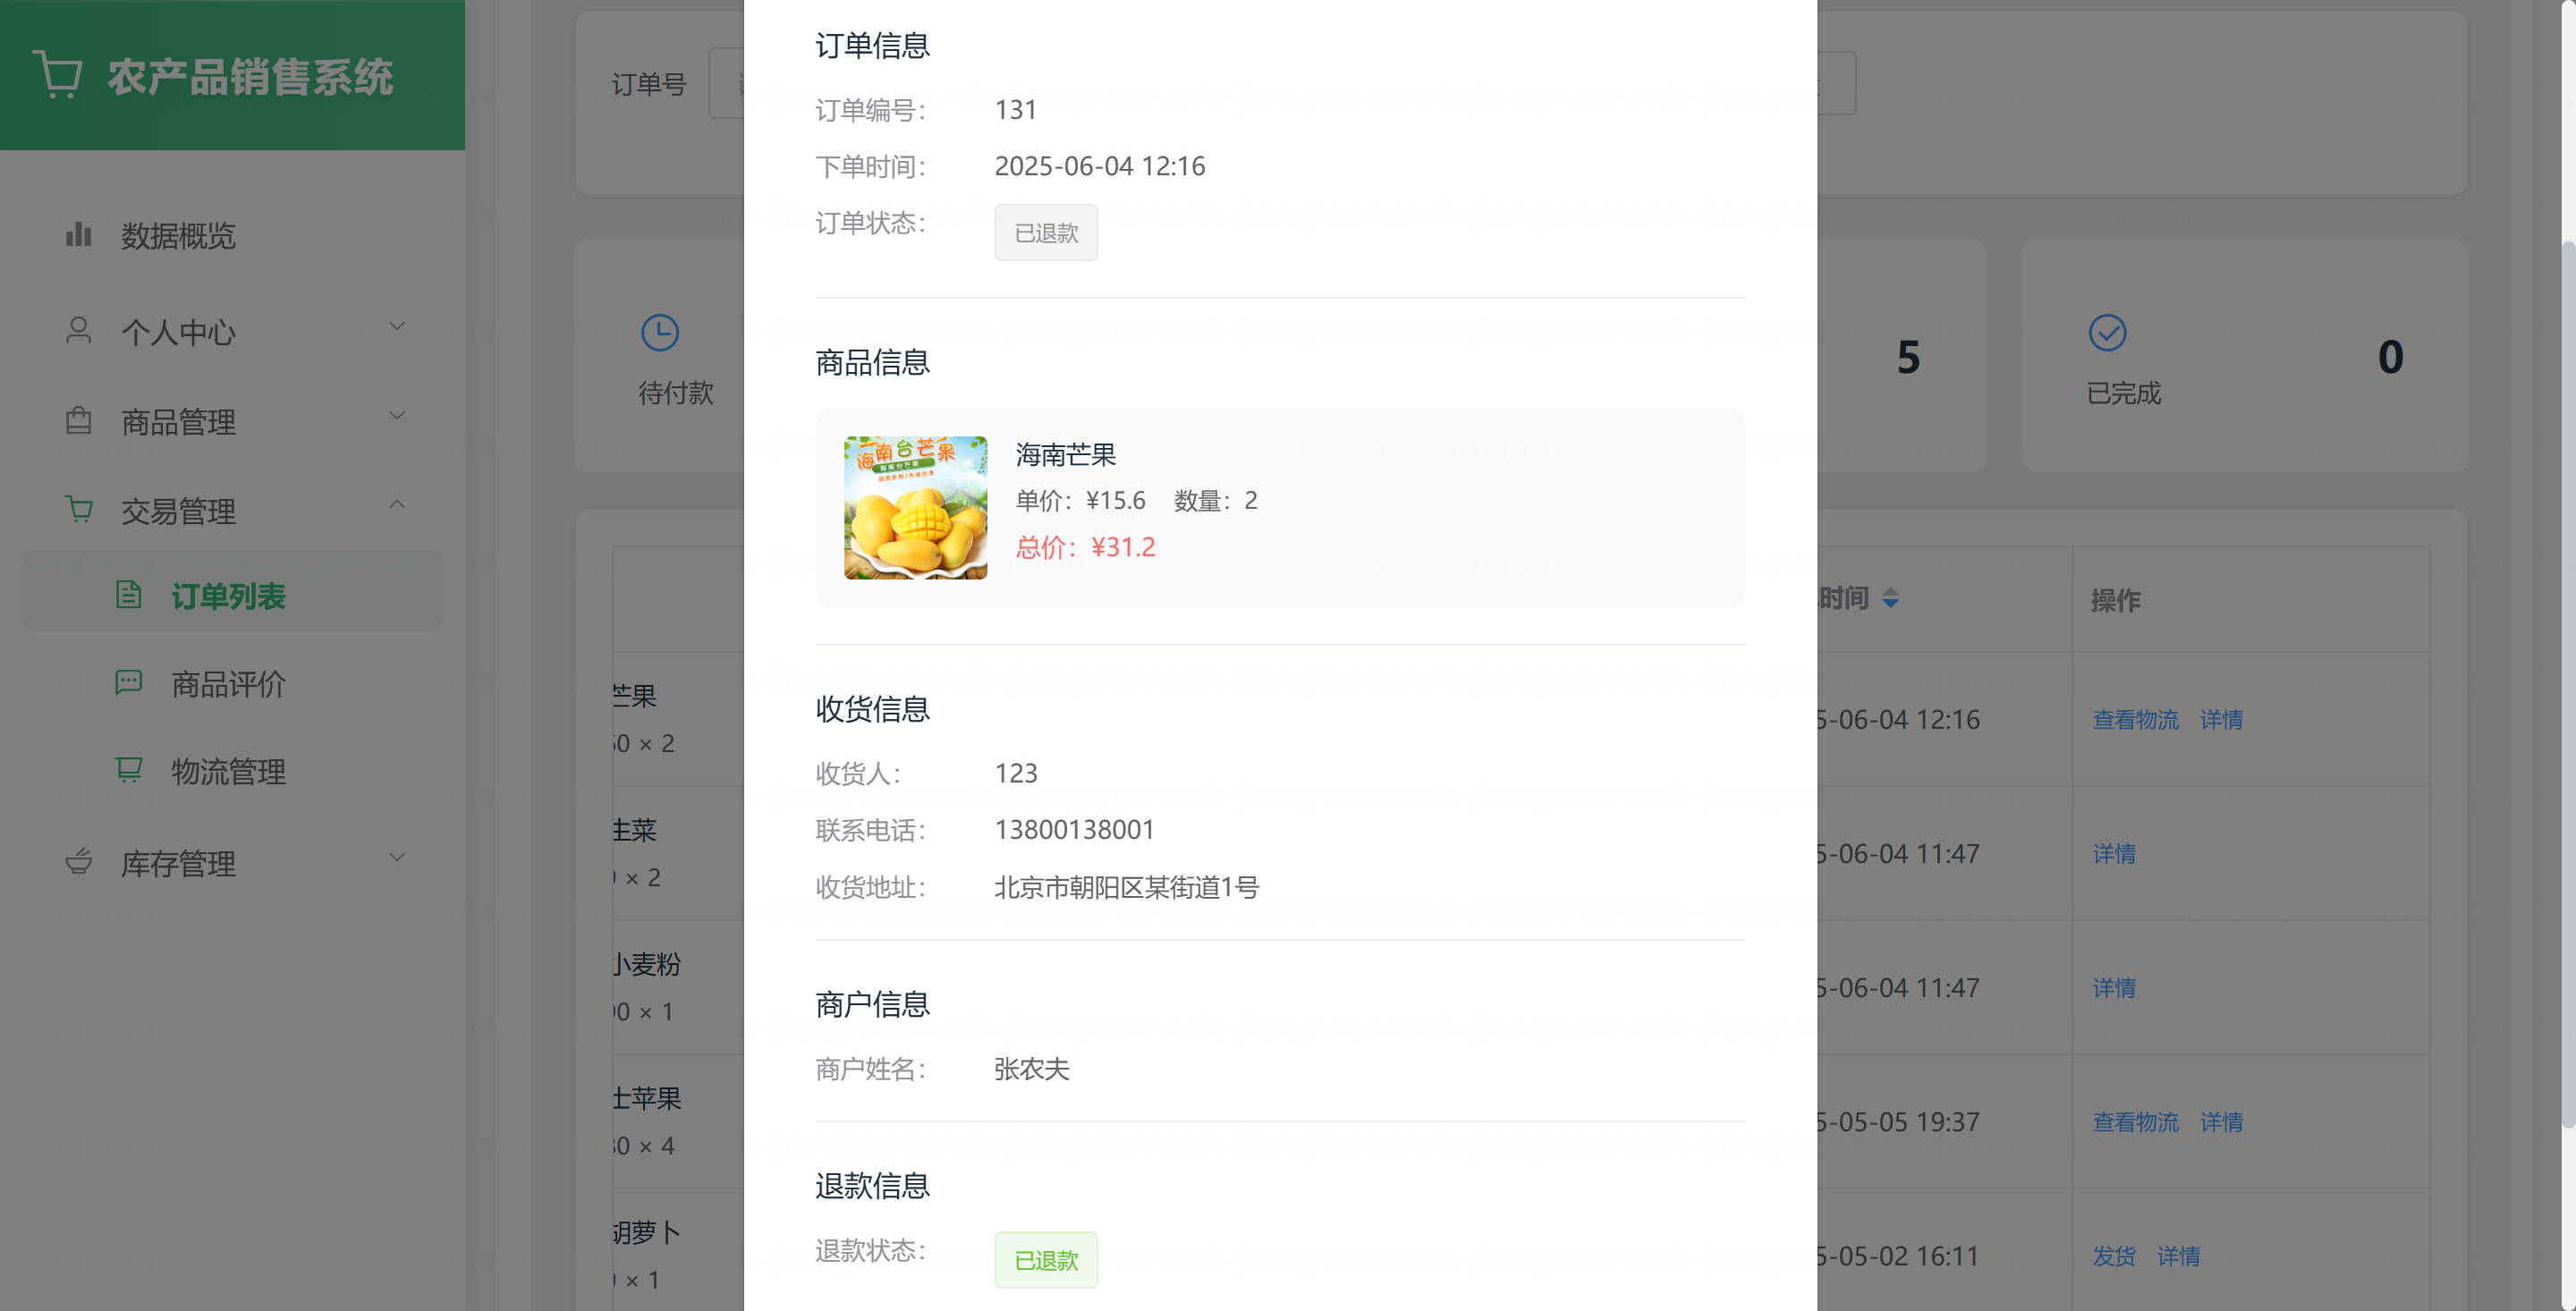 农产品销售系统
数据概览
个人中心
商品管理
交易管理
订单列表
商品评价
物流管理
库存管理
订单号
待付款
5
0
已完成
时间
操作
芒果
0 × 2
5-06-04 12:16
查看物流 详情
生菜
× 2
5-06-04 11:47
详情
小麦粉
0 × 1
5-06-04 11:47
详情
士苹果
0 × 4
5-05-05 19:37
查看物流 详情
胡萝卜
× 1
5-05-02 16:11
发货 详情
订单信息
订单编号： 131
下单时间： 2025-06-04 12:16
订单状态： 已退款
商品信息
海南台芒果
海南台芒果
海南芒果
单价：¥15.6 数量：2
总价：¥31.2
收货信息
收货人： 123
联系电话： 13800138001
收货地址： 北京市朝阳区某街道1号
商户信息
商户姓名： 张农夫
退款信息
退款状态： 已退款